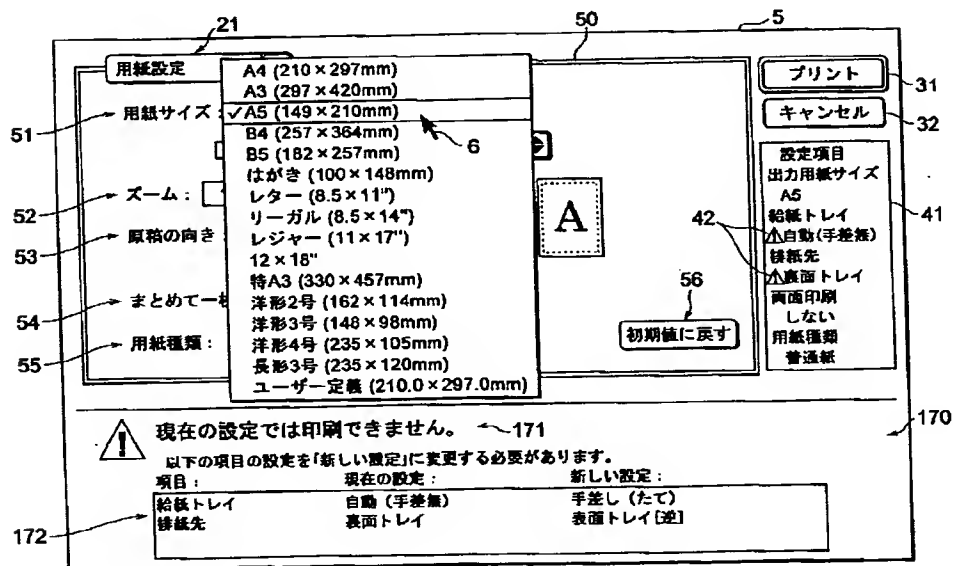 5
21
50
用紙設定
A4 (210×297mm)
A3 (297×420mm)
✓A5 (149×210mm)
B4 (257×364mm)
B5 (182×257mm)
はがき (100×148mm)
レター (8.5×11")
リーガル (8.5×14")
レジャー (11×17")
12×18"
特A3 (330×457mm)
洋形2号 (162×114mm)
洋形3号 (148×98mm)
洋形4号 (235×105mm)
長形3号 (235×120mm)
ユーザー定義 (210.0×297.0mm)
6
51
用紙サイズ:
52
ズーム:
53
原稿の向き
54
まとめて一
55
用紙種類:
A
56
初期値に戻す
プリント
31
キャンセル
32
設定項目
出力用紙サイズ
A5
給紙トレイ
⚠自動(手差無)
排紙先
⚠裏面トレイ
両面印刷
しない
用紙種類
普通紙
41
42
170
現在の設定では印刷できません。
171
以下の項目の設定を「新しい設定」に変更する必要があります。
項目: 現在の設定: 新しい設定:
給紙トレイ 自動(手差無) 手差し(たて)
排紙先 裏面トレイ 表面トレイ[逆]
172